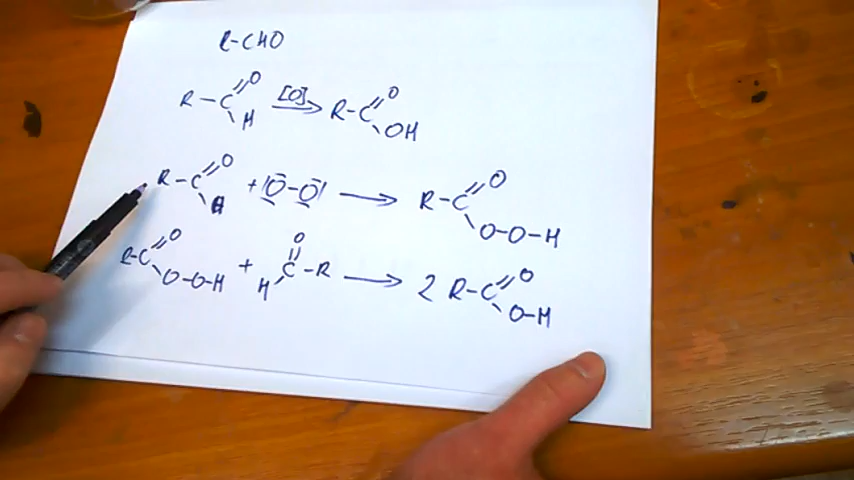 R-CHO
R-C(=O)-H [O]→ R-C(=O)-OH
R-C(=O)-H + |O̅-O̅| → R-C(=O)-O-O-H
R-C(=O)-O-O-H + H-C(=O)-R → 2 R-C(=O)-O-H